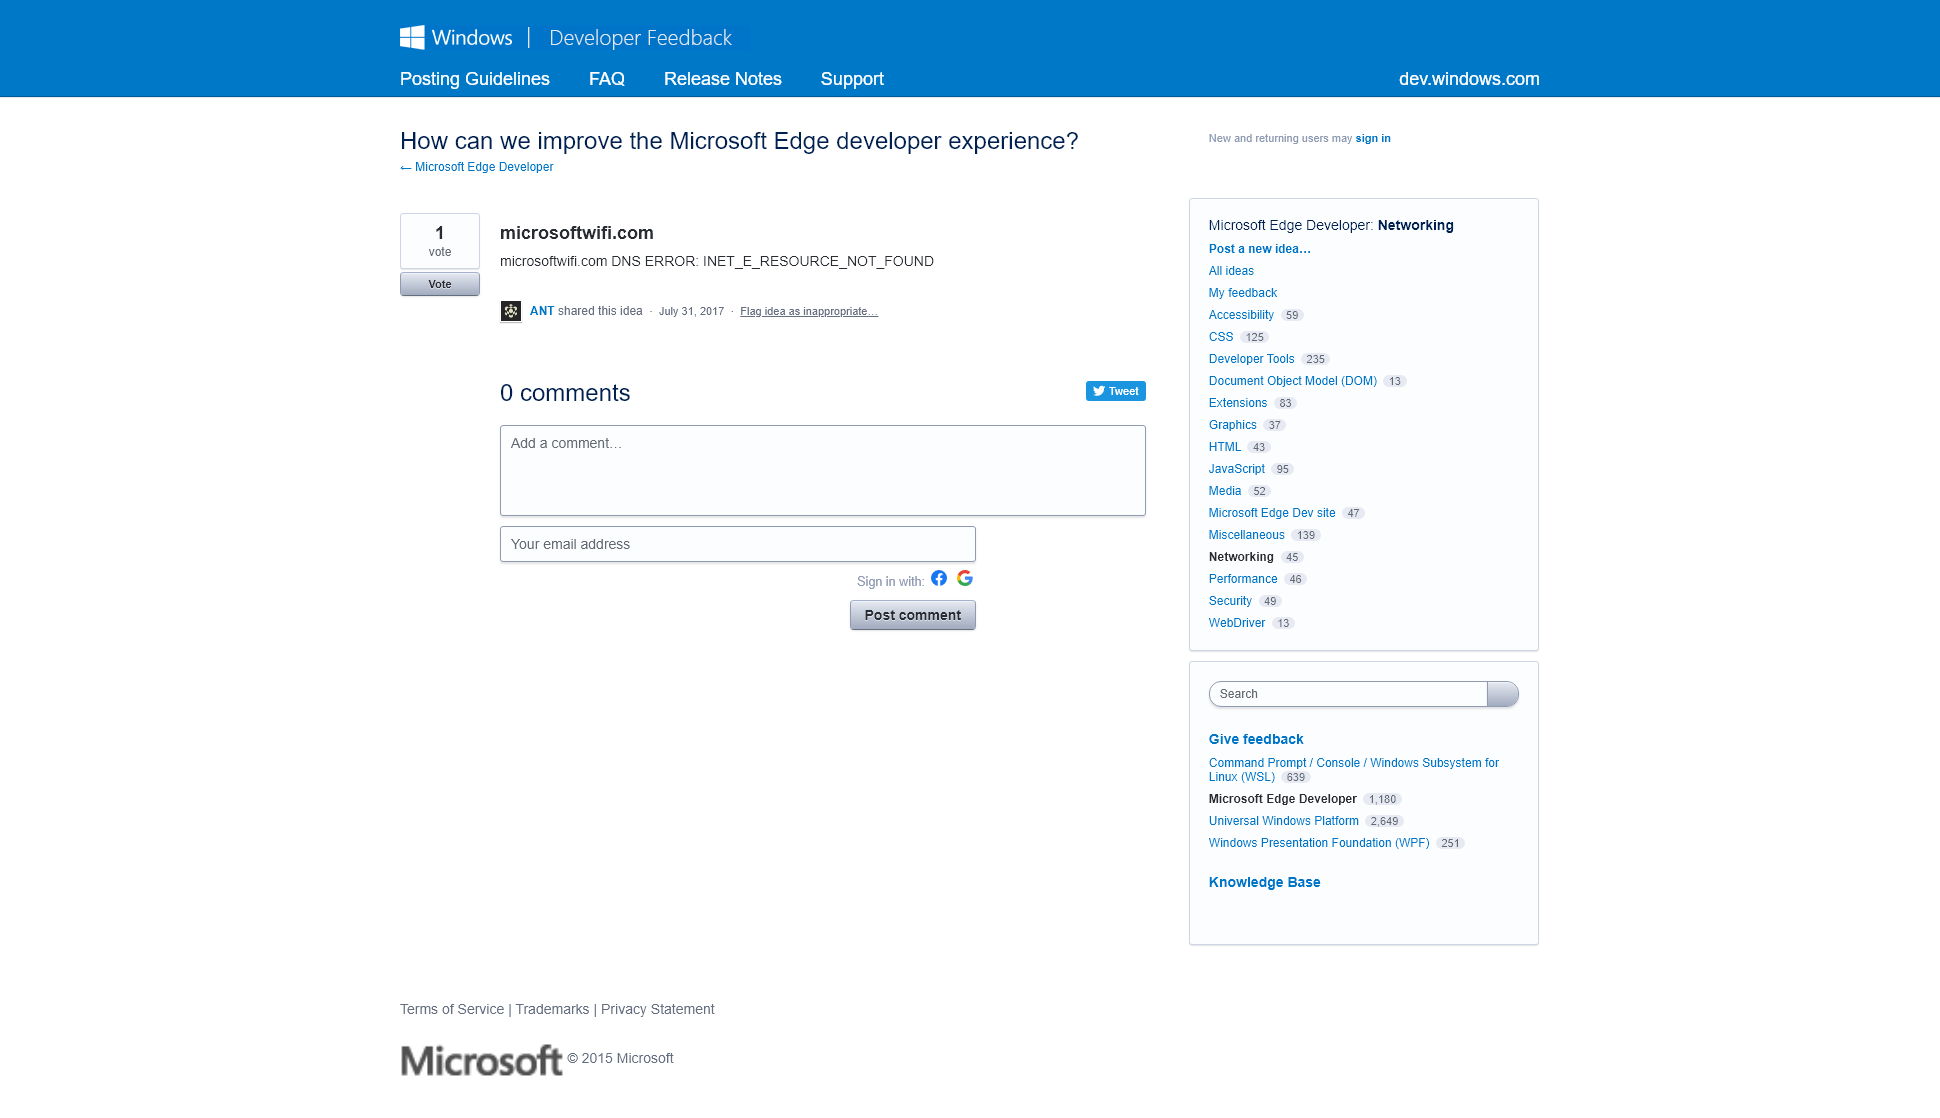 Windows | Developer Feedback
Posting Guidelines FAQ Release Notes Support dev.windows.com
How can we improve the Microsoft Edge developer experience?
← Microsoft Edge Developer
New and returning users may sign in
1
vote
Vote
microsoftwifi.com
microsoftwifi.com DNS ERROR: INET_E_RESOURCE_NOT_FOUND
ANT shared this idea · July 31, 2017 · Flag idea as inappropriate…
0 comments
Tweet
Add a comment…
Your email address
Sign in with:
Post comment
Microsoft Edge Developer: Networking
Post a new idea…
All ideas
My feedback
Accessibility 59
CSS 125
Developer Tools 235
Document Object Model (DOM) 13
Extensions 83
Graphics 37
HTML 43
JavaScript 95
Media 52
Microsoft Edge Dev site 47
Miscellaneous 139
Networking 45
Performance 46
Security 49
WebDriver 13
Search
Give feedback
Command Prompt / Console / Windows Subsystem for
Linux (WSL) 639
Microsoft Edge Developer 1,180
Universal Windows Platform 2,649
Windows Presentation Foundation (WPF) 251
Knowledge Base
Terms of Service | Trademarks | Privacy Statement
Microsoft © 2015 Microsoft